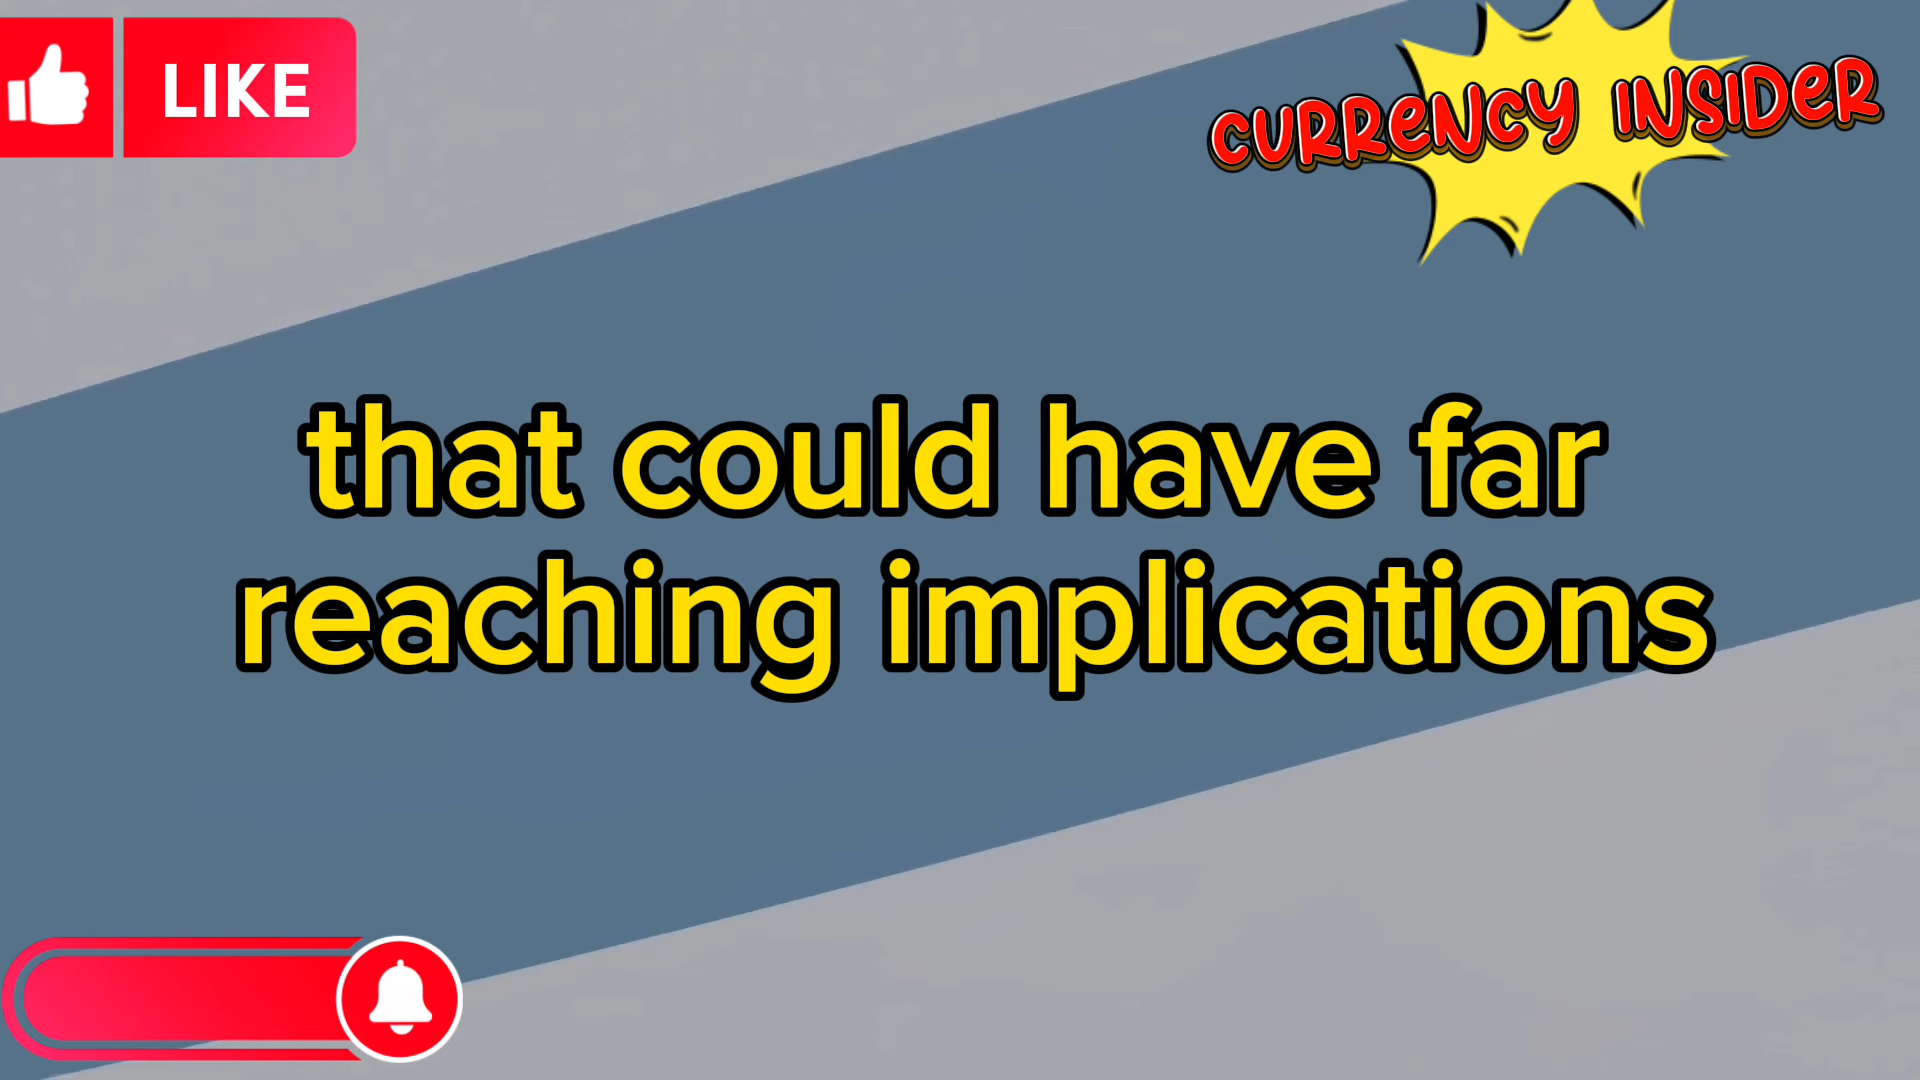 LIKE
CURRENCY INSIDER
that could have far
reaching implications